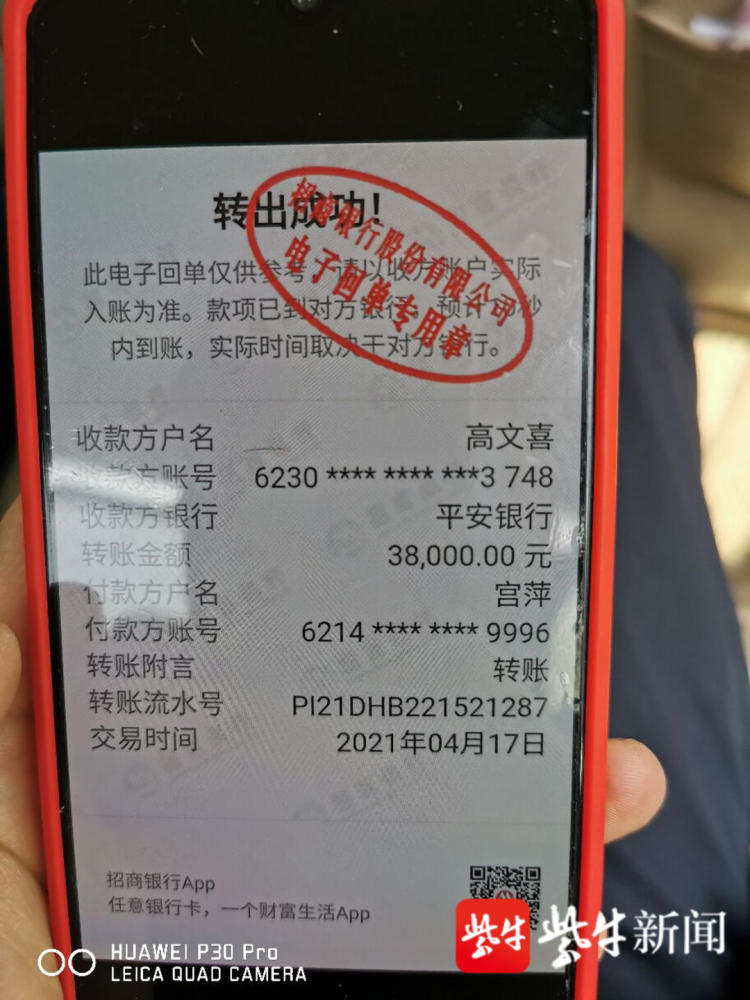 转出成功!
招商银行股份有限公司
电子回单专用章
此电子回单仅供参考，请以收方账户实际
入账为准。款项已到对方银行，预计
秒
内到账，实际时间取决于对方银行。
收款方户名 高文喜
收款方账号 6230 **** **** ***3 748
收款方银行 平安银行
转账金额 38,000.00 元
付款方户名 宫萍
付款方账号 6214 **** **** 9996
转账附言 转账
转账流水号 PI21DHB221521287
交易时间 2021年04月17日
招商银行App
任意银行卡，一个财富生活App
紫牛 紫牛新闻
HUAWEI P30 Pro
LEICA QUAD CAMERA